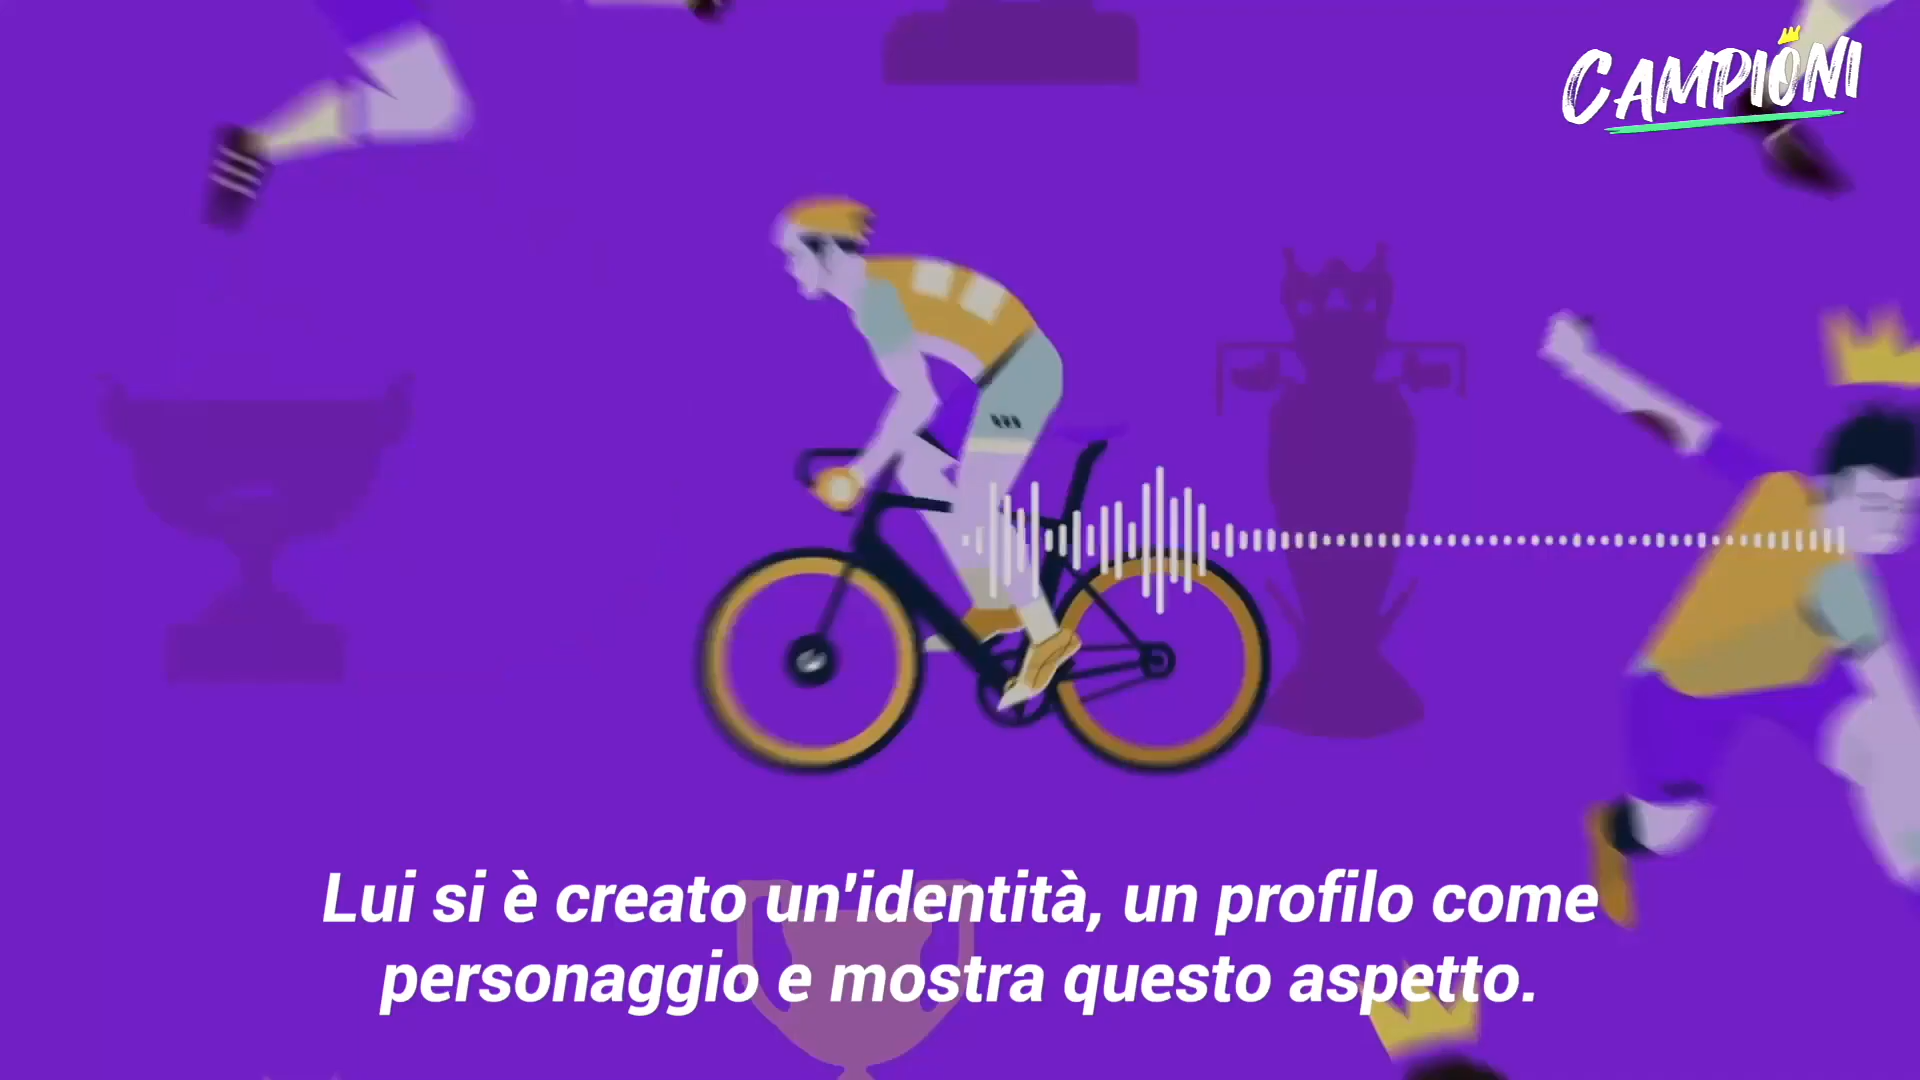 CAMPIONI
Lui si è creato un'identità, un profilo come
personaggio e mostra questo aspetto.